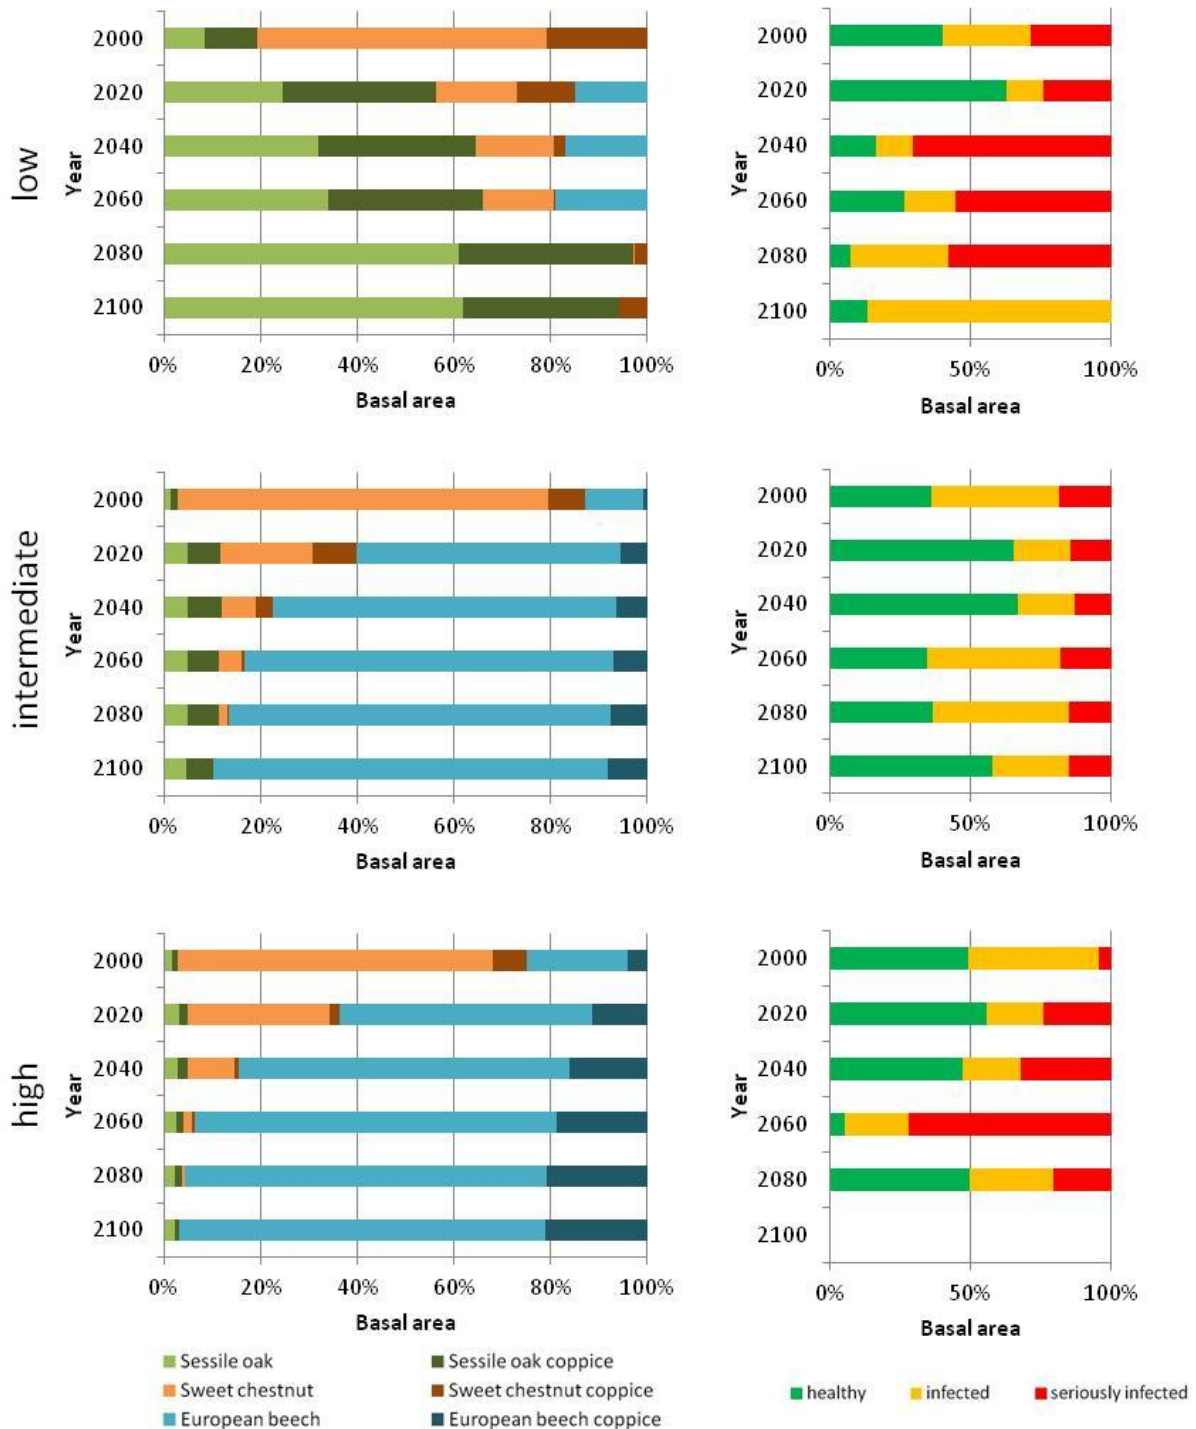 low
Year
2000
2020
2040
2060
2080
2100
0% 20% 40% 60% 80% 100%
Basal area
Year
2000
2020
2040
2060
2080
2100
0% 50% 100%
Basal area
intermediate
Year
2000
2020
2040
2060
2080
2100
0% 20% 40% 60% 80% 100%
Basal area
Year
2000
2020
2040
2060
2080
2100
0% 50% 100%
Basal area
high
Year
2000
2020
2040
2060
2080
2100
0% 20% 40% 60% 80% 100%
Basal area
Year
2000
2020
2040
2060
2080
2100
0% 50% 100%
Basal area
Sessile oak Sessile oak coppice
Sweet chestnut Sweet chestnut coppice
European beech European beech coppice
healthy infected seriously infected